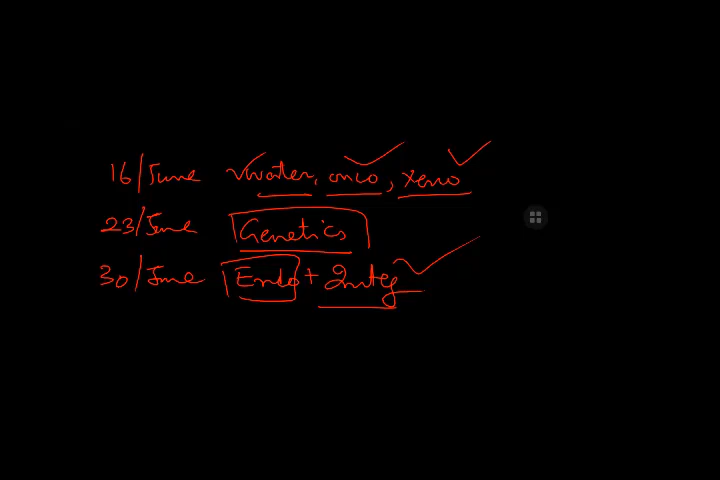 16/June , onco, xeno
23/June Genetics
30/June Endo + Integ